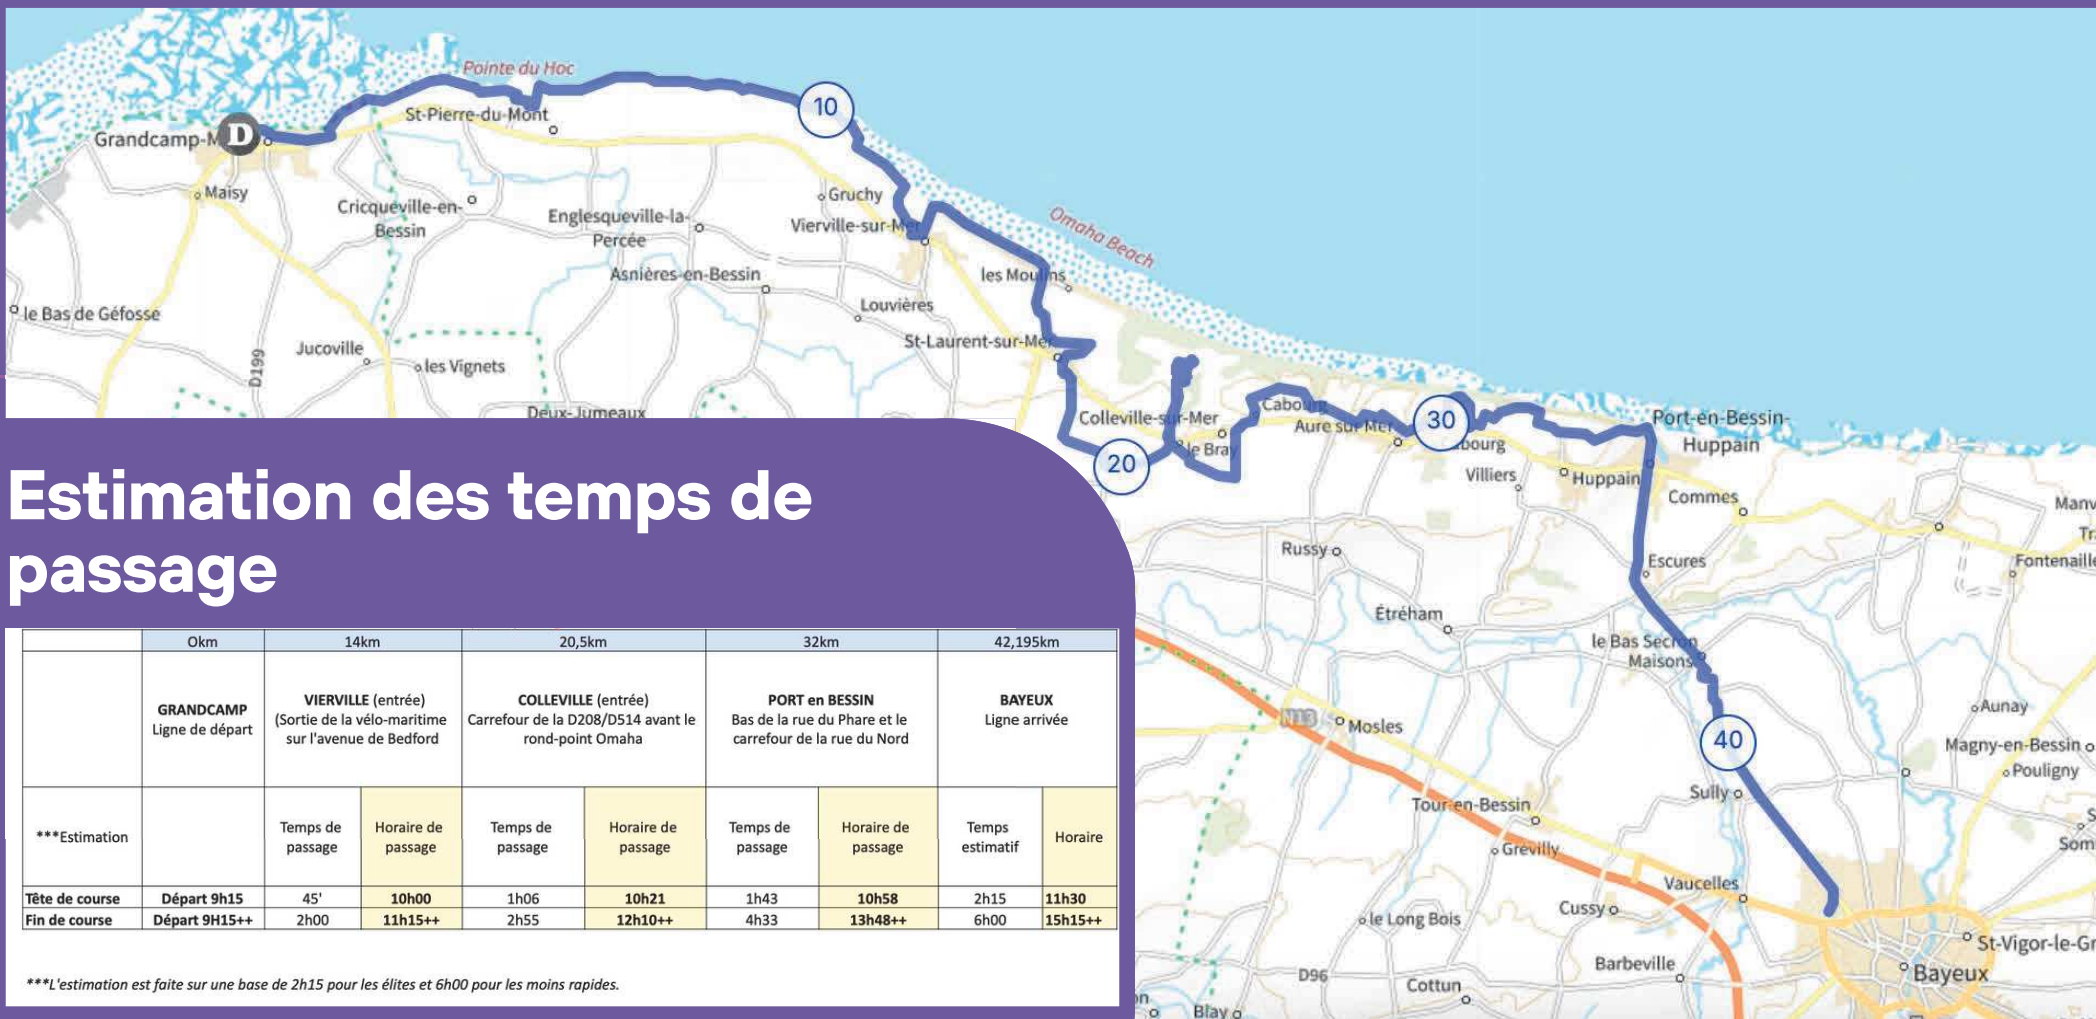 Pointe du Hoc
10
St-Pierre-du-Mont
D
Grandcamp-M
Maisy
Gruchy
Cricqueville-en-
Bessin
Englesqueville-la-
Percée
Vierville-sur-Mer
Omaha Beach
Asnières-en-Bessin
les Moulins
le Bas de Géfosse
Louvières
Jucoville
St-Laurent-sur-Mer
D199
les Vignets
Deux-Jumeaux
Colleville-sur-Mer
Cabourg
Aure sur Mer
30
Port-en-Bessin-
Huppain
le Bray
bourg
20
Villiers
Huppain
Commes
Manv
Tr
Russy
Escures
Fontenaille
Étréham
le Bas Secron
Maisons
Aunay
N13
Mosles
40
Magny-en-Bessin
Pouligny
Sully
Tour-en-Bessin
S
Som
Grévilly
Vaucelles
Cussy
le Long Bois
St-Vigor-le-Gr
Barbeville
Bayeux
D96
Cottun
on
Blay
Estimation des temps de
passage
0km 14km 20,5km 32km 42,195km
GRANDCAMP
Ligne de départ
VIERVILLE (entrée)
(Sortie de la vélo-maritime
sur l'avenue de Bedford
COLLEVILLE (entrée)
Carrefour de la D208/D514 avant le
rond-point Omaha
PORT en BESSIN
Bas de la rue du Phare et le
carrefour de la rue du Nord
BAYEUX
Ligne arrivée
***Estimation
Temps de
passage
Horaire de
passage
Temps de
passage
Horaire de
passage
Temps de
passage
Horaire de
passage
Temps
estimatif
Horaire
Tête de course Départ 9h15 45' 10h00 1h06 10h21 1h43 10h58 2h15 11h30
Fin de course Départ 9H15++ 2h00 11h15++ 2h55 12h10++ 4h33 13h48++ 6h00 15h15++
***L'estimation est faite sur une base de 2h15 pour les élites et 6h00 pour les moins rapides.